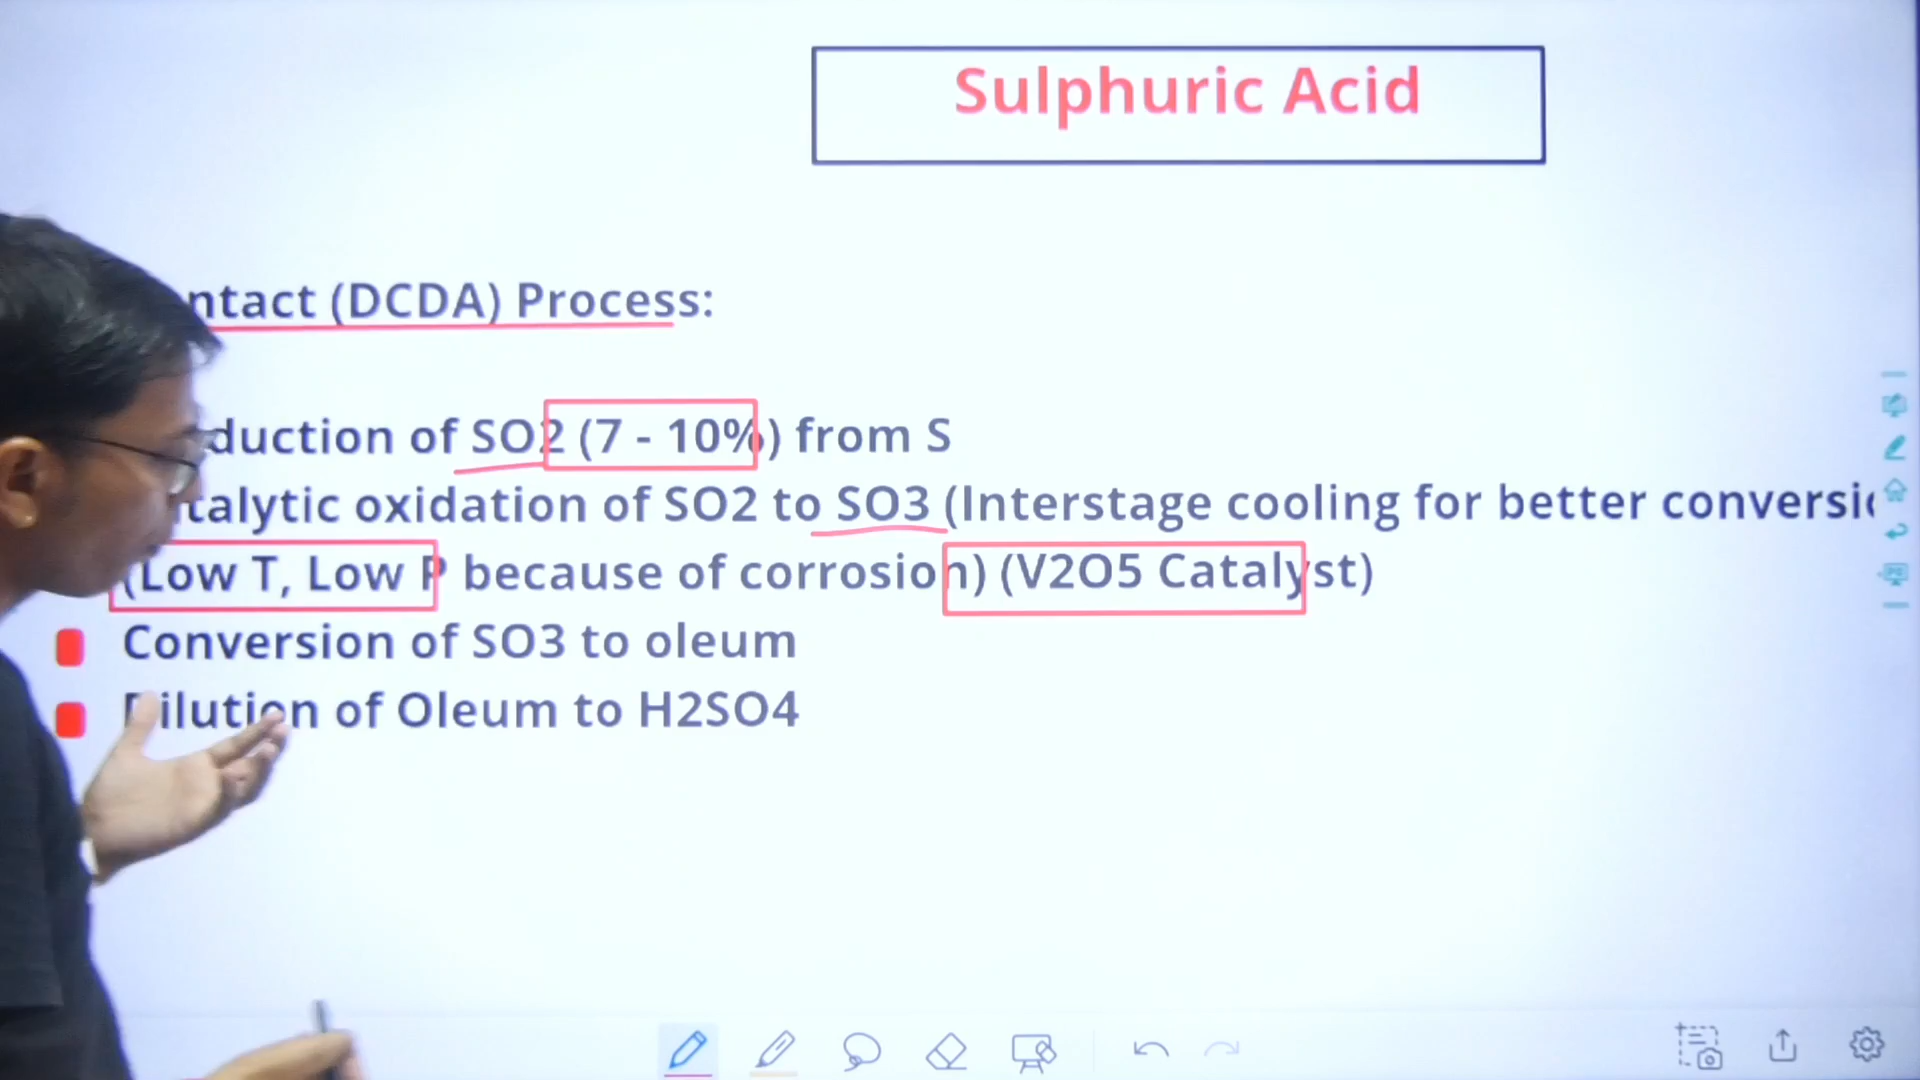 Sulphuric Acid
ntact (DCDA) Process:
duction of SO2 (7 - 10%) from S
talytic oxidation of SO2 to SO3 (Interstage cooling for better conversi
(Low T, Low P because of corrosion) (V2O5 Catalyst)
Conversion of SO3 to oleum
Dilution of Oleum to H2SO4